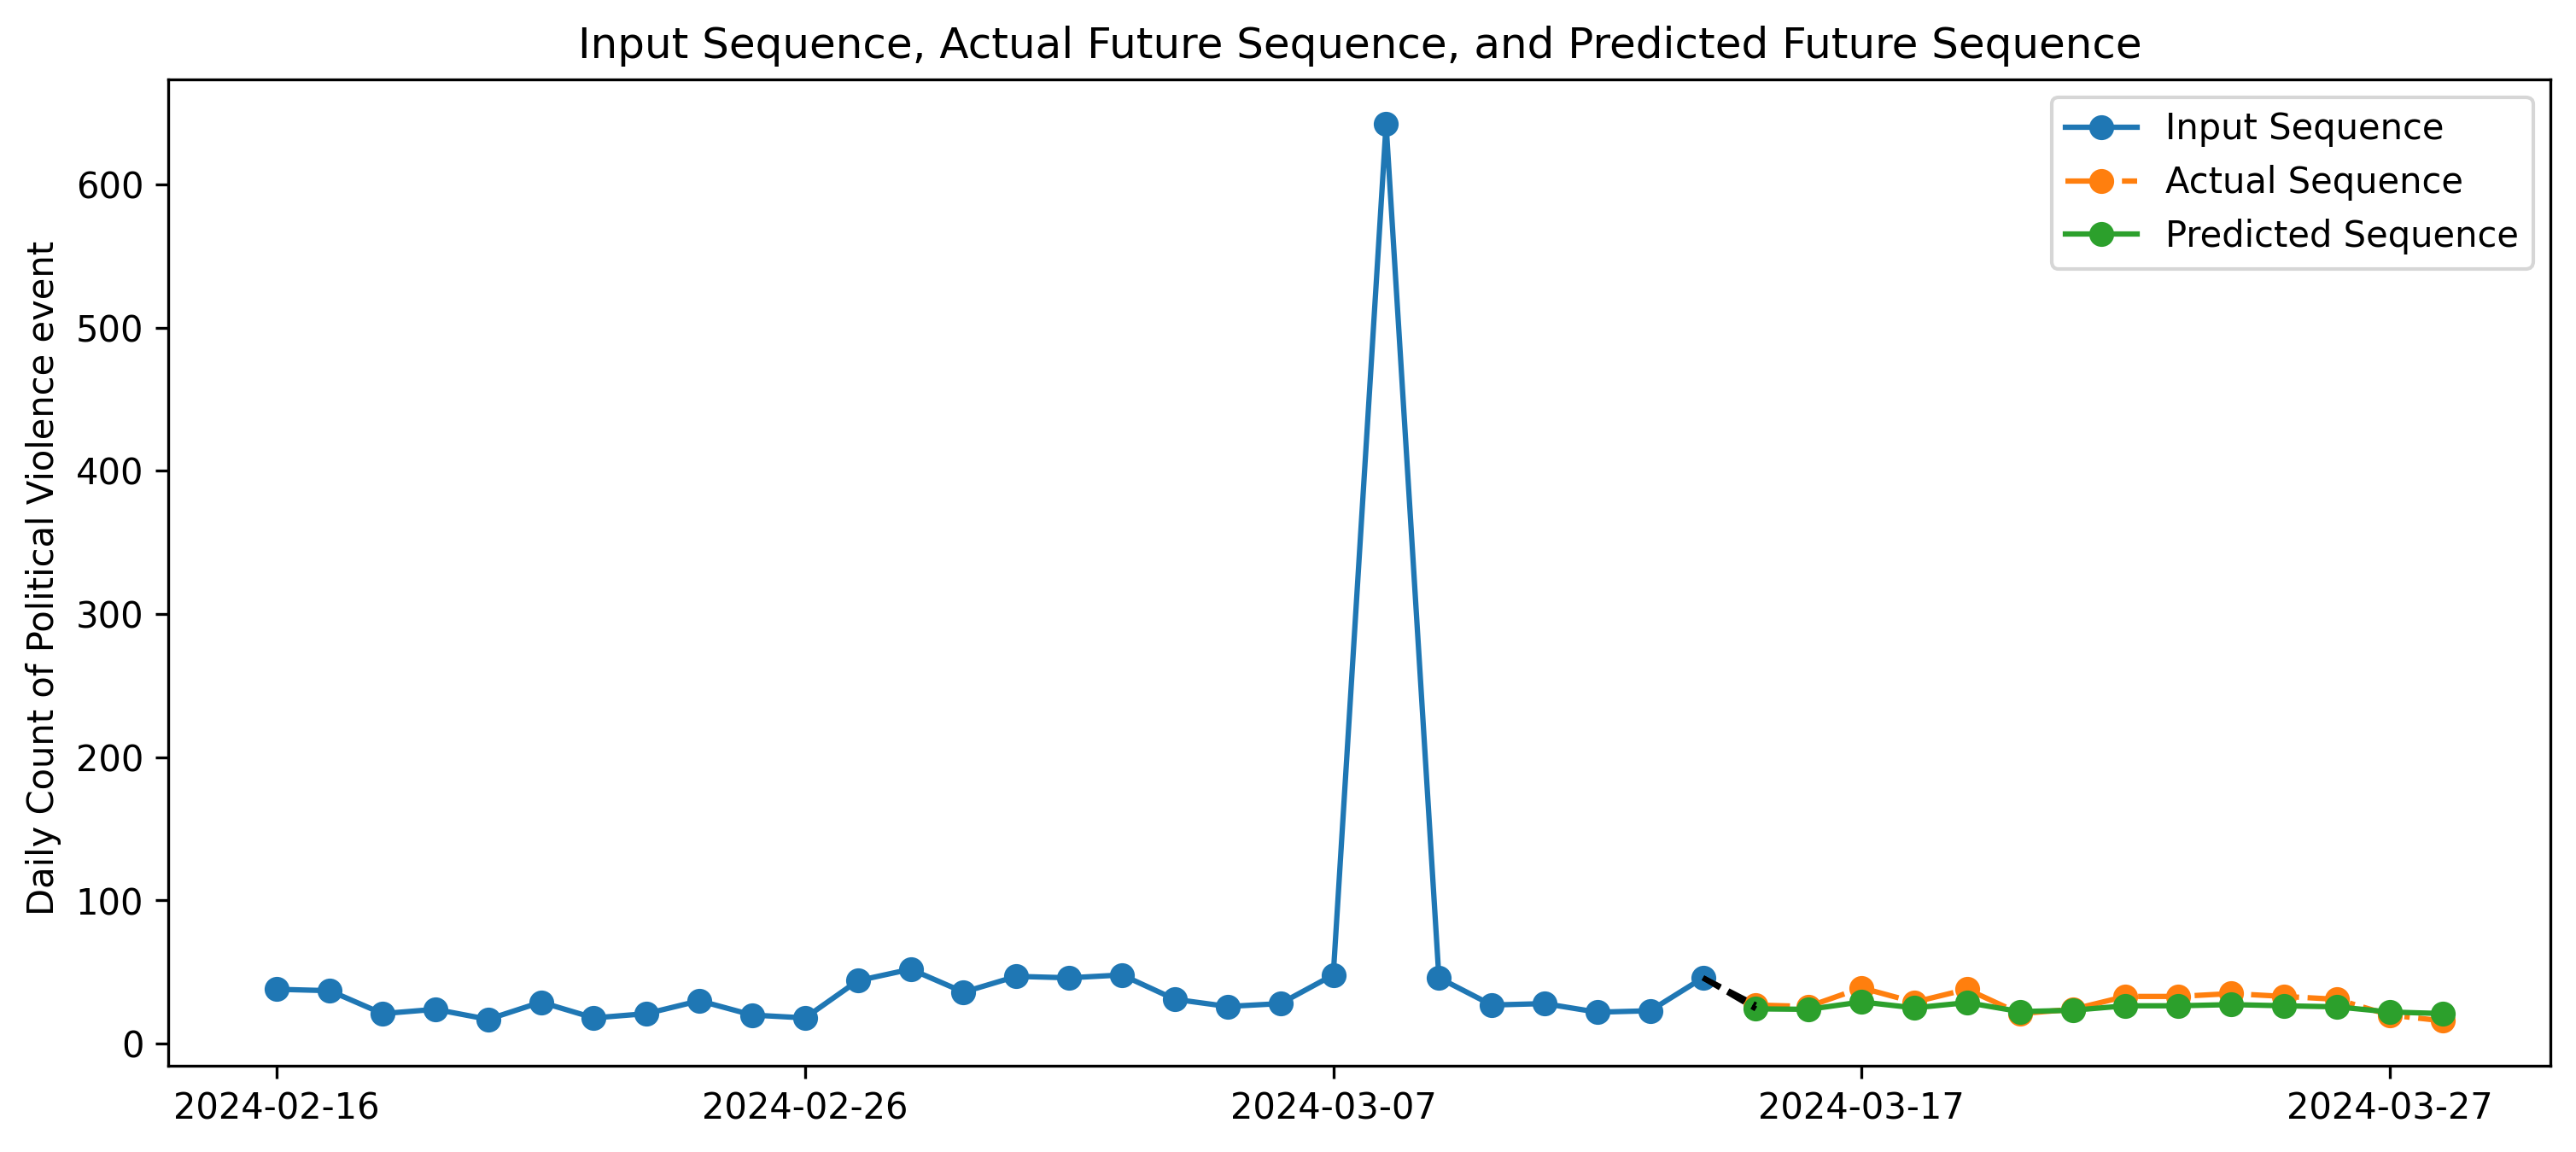 Input Sequence, Actual Future Sequence, and Predicted Future Sequence
Daily Count of Political Violence event
600
500
400
300
200
100
0
2024-02-16
2024-02-26
2024-03-07
2024-03-17
2024-03-27
Input Sequence
Actual Sequence
Predicted Sequence